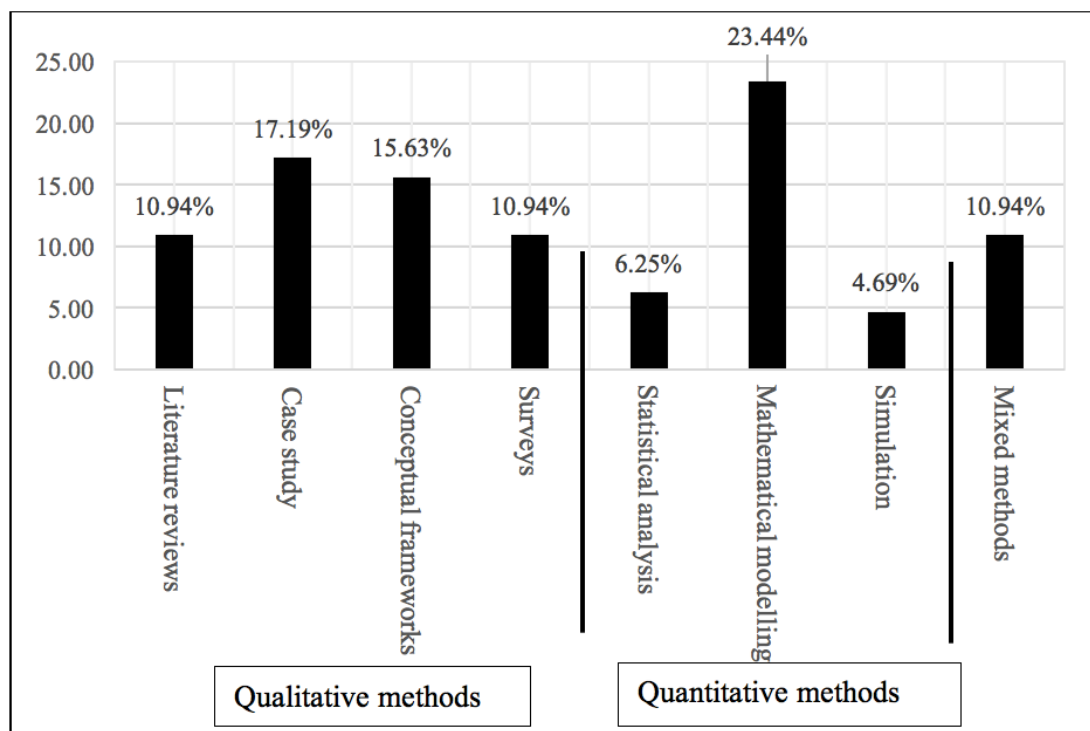 23.44%
25.00
20.00
17.19%
15.63%
15.00
10.94%
10.94%
10.94%
10.00
6.25%
4.69%
5.00
0.00
Literature reviews
Case study
Conceptual frameworks
Surveys
Statistical analysis
Mathematical modelling
Simulation
Mixed methods
Qualitative methods
Quantitative methods